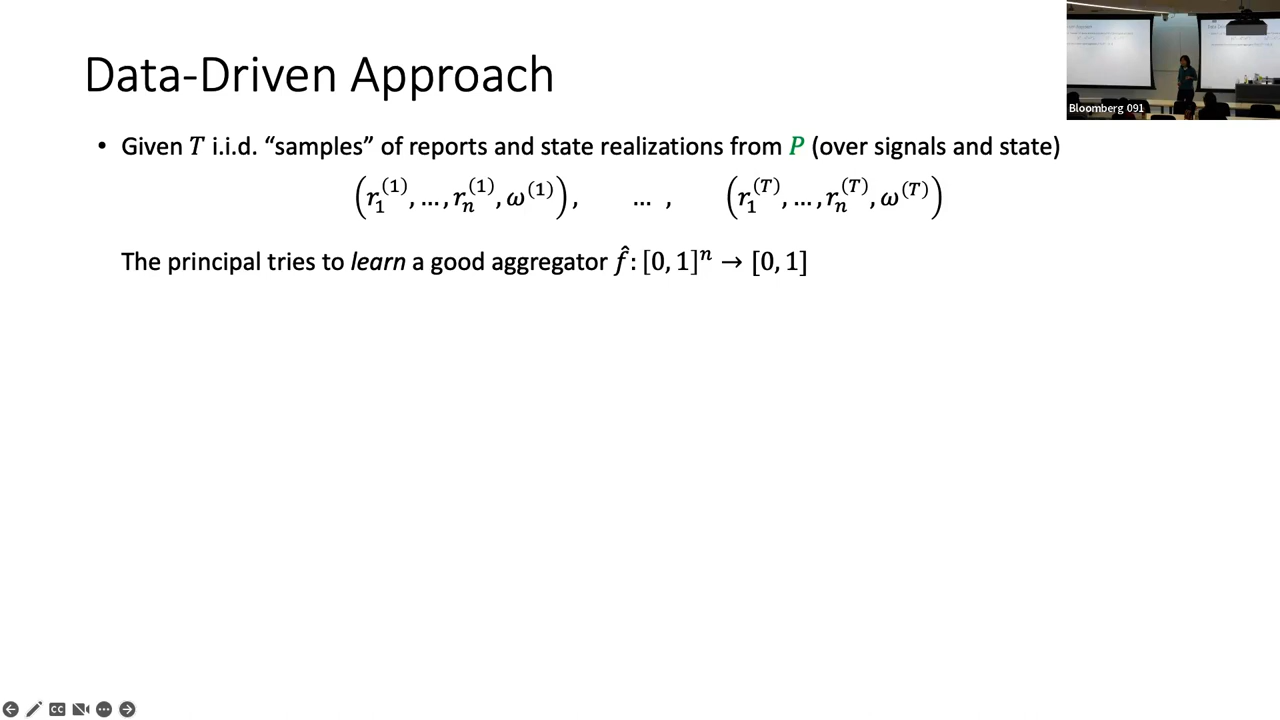 Data-Driven Approach
Bloomberg 091
• Given T i.i.d. “samples” of reports and state realizations from P (over signals and state)
(r₁⁽¹⁾, …, rₙ⁽¹⁾, ω⁽¹⁾), … , (r₁⁽ᵀ⁾, …, rₙ⁽ᵀ⁾, ω⁽ᵀ⁾)
The principal tries to learn a good aggregator f̂: [0, 1]ⁿ → [0, 1]
CC